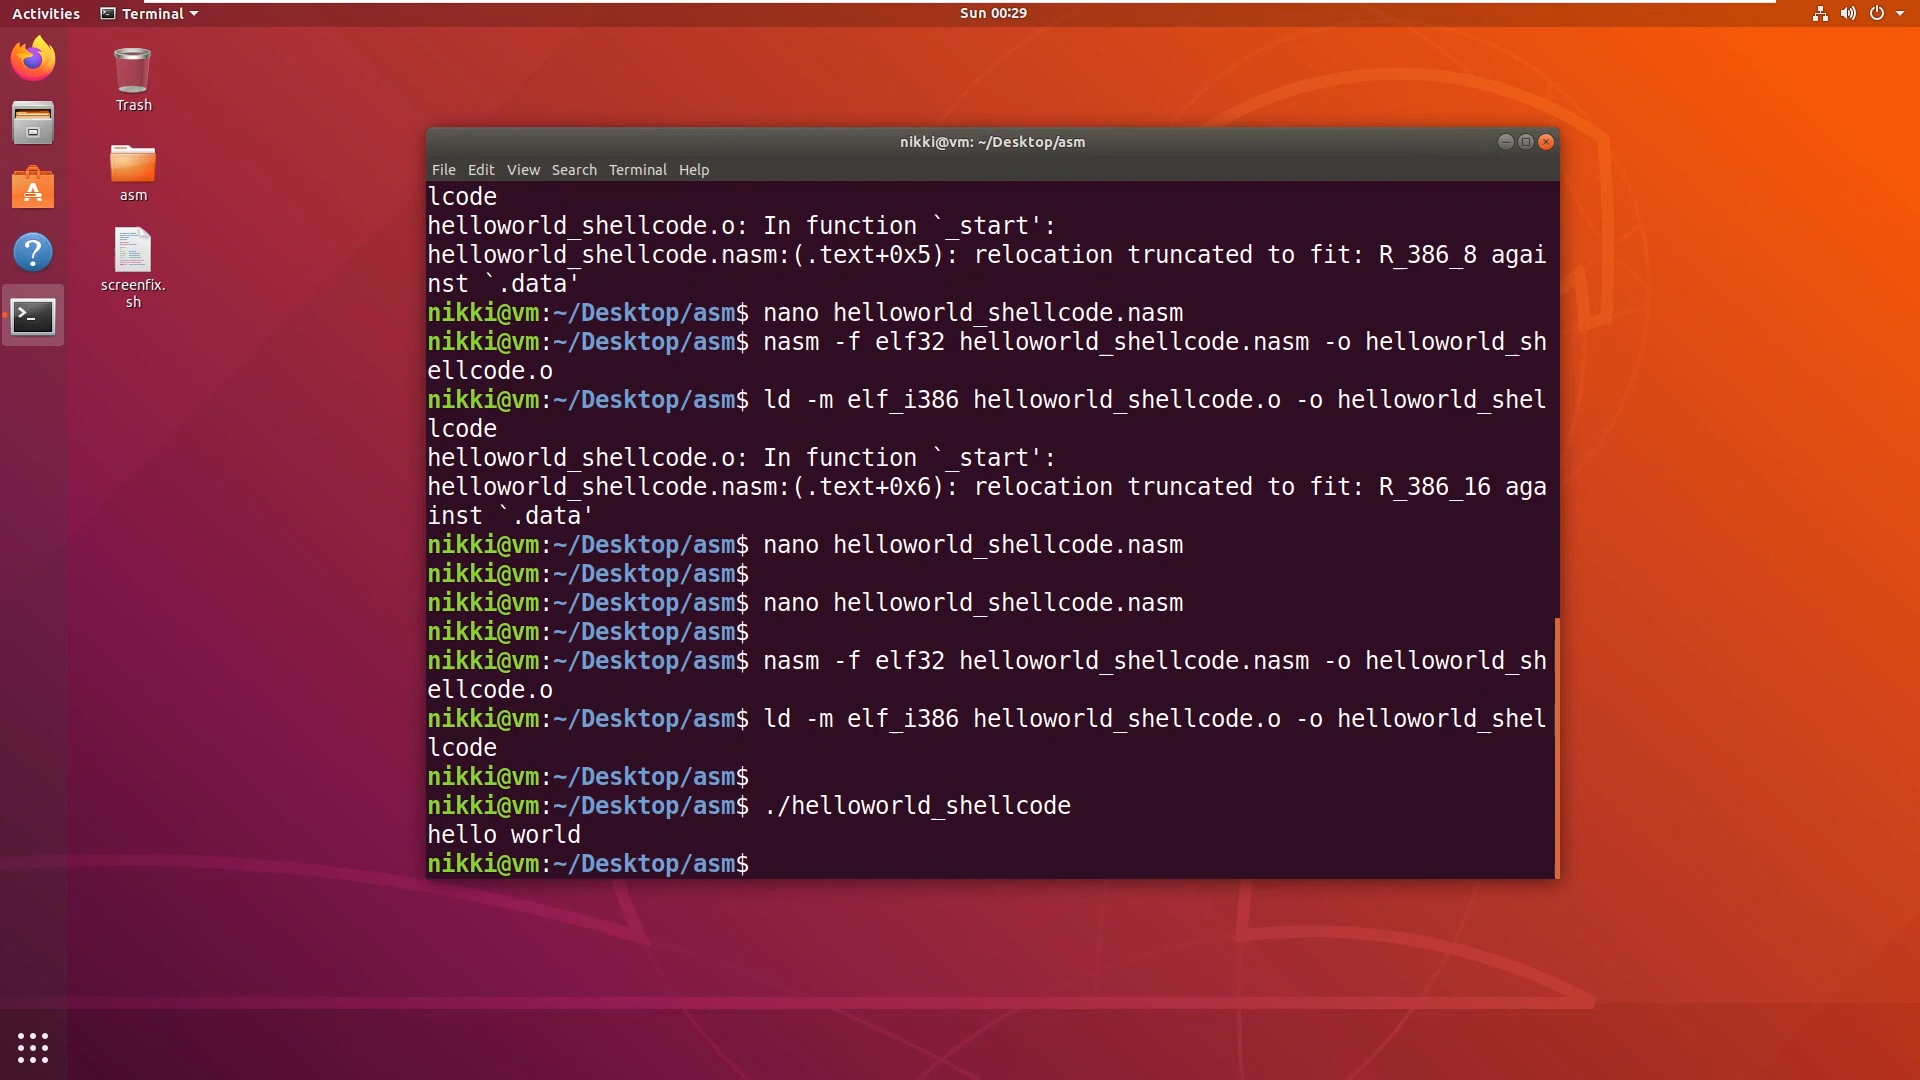 Activities
Terminal
Sun 00:29
Trash
asm
screenfix.
sh
nikki@vm: ~/Desktop/asm
File Edit View Search Terminal Help
lcode
helloworld_shellcode.o: In function `_start':
helloworld_shellcode.nasm:(.text+0x5): relocation truncated to fit: R_386_8 agai
nst `.data'
nikki@vm:~/Desktop/asm$ nano helloworld_shellcode.nasm
nikki@vm:~/Desktop/asm$ nasm -f elf32 helloworld_shellcode.nasm -o helloworld_sh
ellcode.o
nikki@vm:~/Desktop/asm$ ld -m elf_i386 helloworld_shellcode.o -o helloworld_shel
lcode
helloworld_shellcode.o: In function `_start':
helloworld_shellcode.nasm:(.text+0x6): relocation truncated to fit: R_386_16 aga
inst `.data'
nikki@vm:~/Desktop/asm$ nano helloworld_shellcode.nasm
nikki@vm:~/Desktop/asm$
nikki@vm:~/Desktop/asm$ nano helloworld_shellcode.nasm
nikki@vm:~/Desktop/asm$
nikki@vm:~/Desktop/asm$ nasm -f elf32 helloworld_shellcode.nasm -o helloworld_sh
ellcode.o
nikki@vm:~/Desktop/asm$ ld -m elf_i386 helloworld_shellcode.o -o helloworld_shel
lcode
nikki@vm:~/Desktop/asm$
nikki@vm:~/Desktop/asm$ ./helloworld_shellcode
hello world
nikki@vm:~/Desktop/asm$